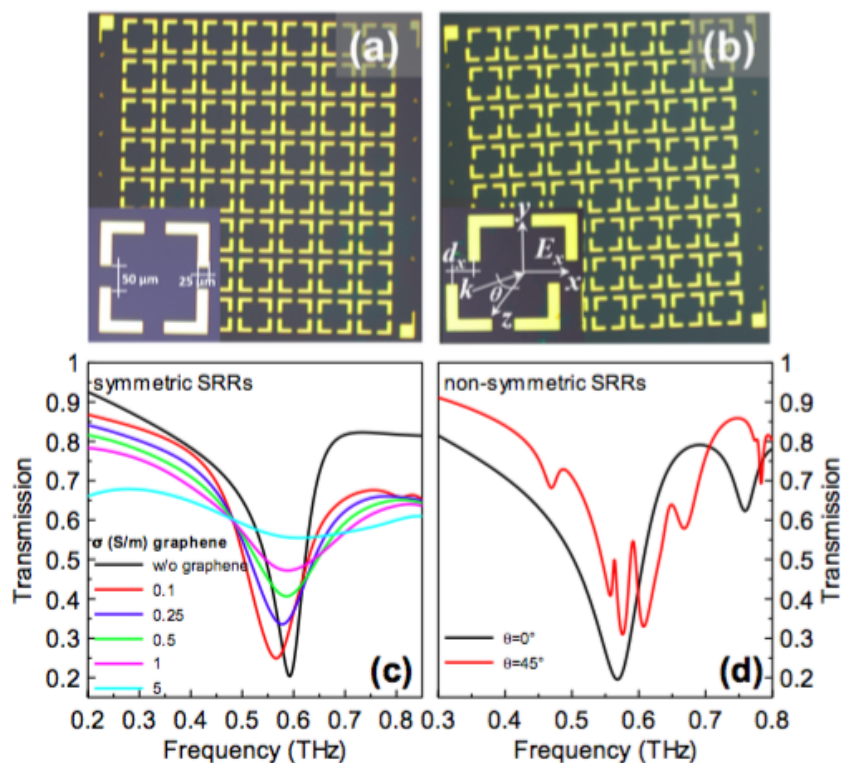 (a)
50 μm
25 μm
(b)
y
dₓ
Eₓ
k
θ
x
z
1
0.9
0.8
0.7
0.6
0.5
0.4
0.3
0.2
Transmission
symmetric SRRs
σ (S/m) graphene
w/o graphene
0.1
0.25
0.5
1
5
(c)
0.2 0.3 0.4 0.5 0.6 0.7 0.8
Frequency (THz)
non-symmetric SRRs
θ=0°
θ=45°
(d)
0.3 0.4 0.5 0.6 0.7 0.8
Frequency (THz)
1
0.9
0.8
0.7
0.6
0.5
0.4
0.3
0.2
Transmission